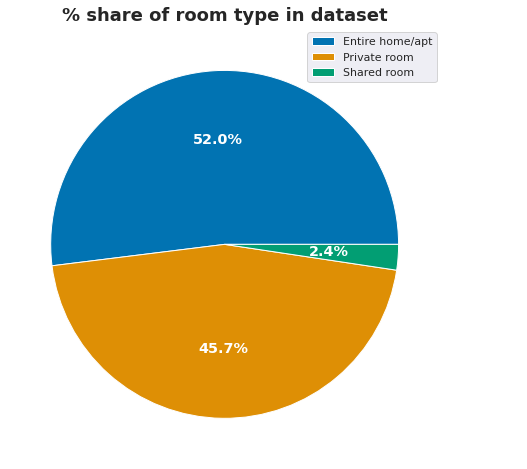 % share of room type in dataset
Entire home/apt
Private room
Shared room
52.0%
2.4%
45.7%